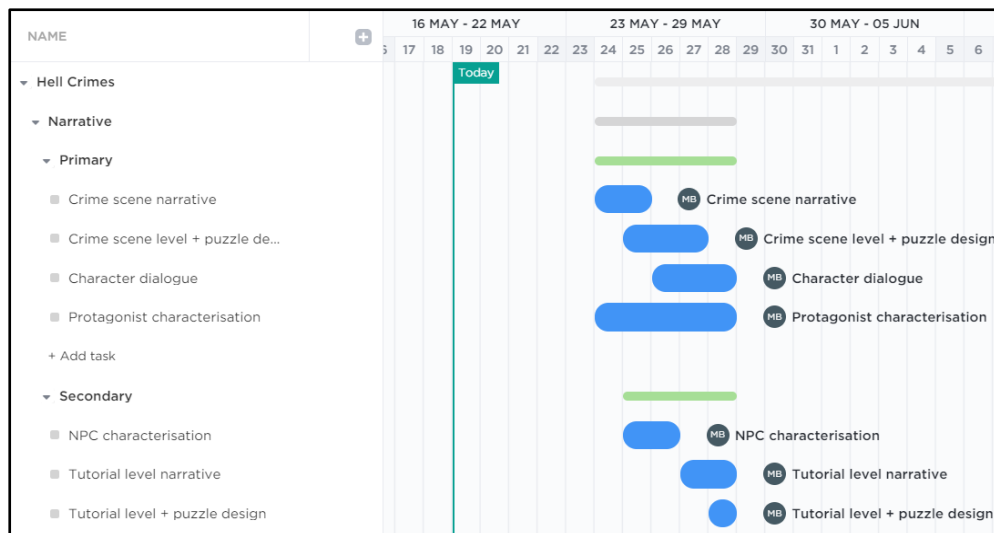 NAME
16 MAY - 22 MAY 23 MAY - 29 MAY 30 MAY - 05 JUN
17 18 19 20 21 22 23 24 25 26 27 28 29 30 31 1 2 3 4 5 6
Today
Hell Crimes
Narrative
Primary
Crime scene narrative MB Crime scene narrative
Crime scene level + puzzle de... MB Crime scene level + puzzle design
Character dialogue MB Character dialogue
Protagonist characterisation MB Protagonist characterisation
+ Add task
Secondary
NPC characterisation MB NPC characterisation
Tutorial level narrative MB Tutorial level narrative
Tutorial level + puzzle design MB Tutorial level + puzzle design